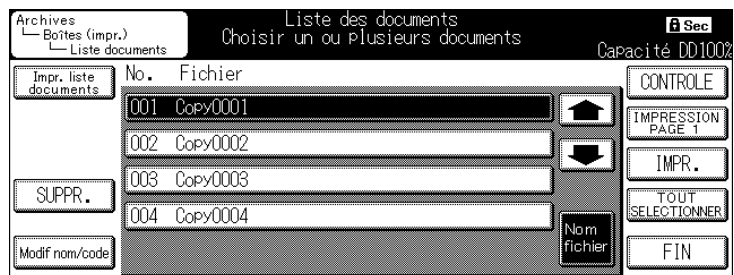 Archives
Boîtes (impr.)
Liste documents
Liste des documents
Choisir un ou plusieurs documents
Sec
Capacité DD100%
Impr. liste
documents
No. Fichier
CONTROLE
001 Copy0001
IMPRESSION
PAGE 1
002 Copy0002
IMPR.
003 Copy0003
SUPPR.
TOUT
SELECTIONNER
004 Copy0004
Nom
fichier
Modif nom/code
FIN